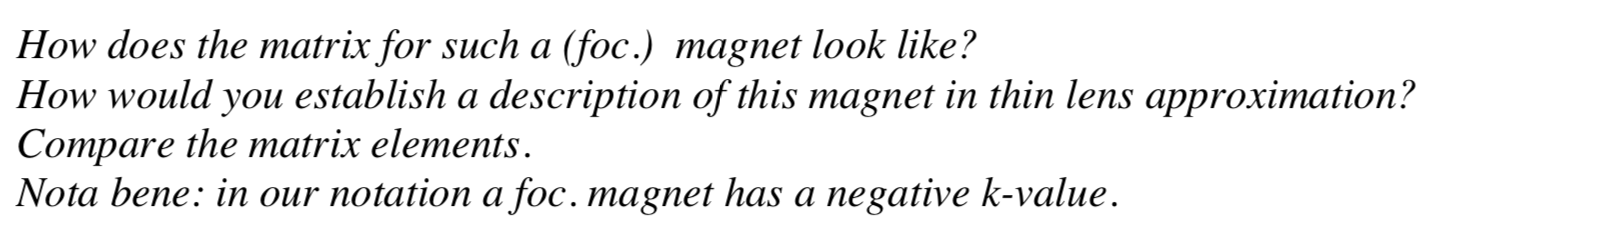 How does the matrix for such a (foc.) magnet look like?
How would you establish a description of this magnet in thin lens approximation?
Compare the matrix elements.
Nota bene: in our notation a foc. magnet has a negative k-value.